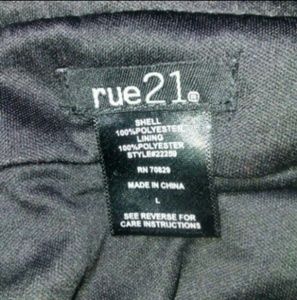 rue21®
SHELL
100%POLYESTER
LINING
100%POLYESTER
STYLE#22259
RN 70829
MADE IN CHINA
L
SEE REVERSE FOR
CARE INSTRUCTIONS